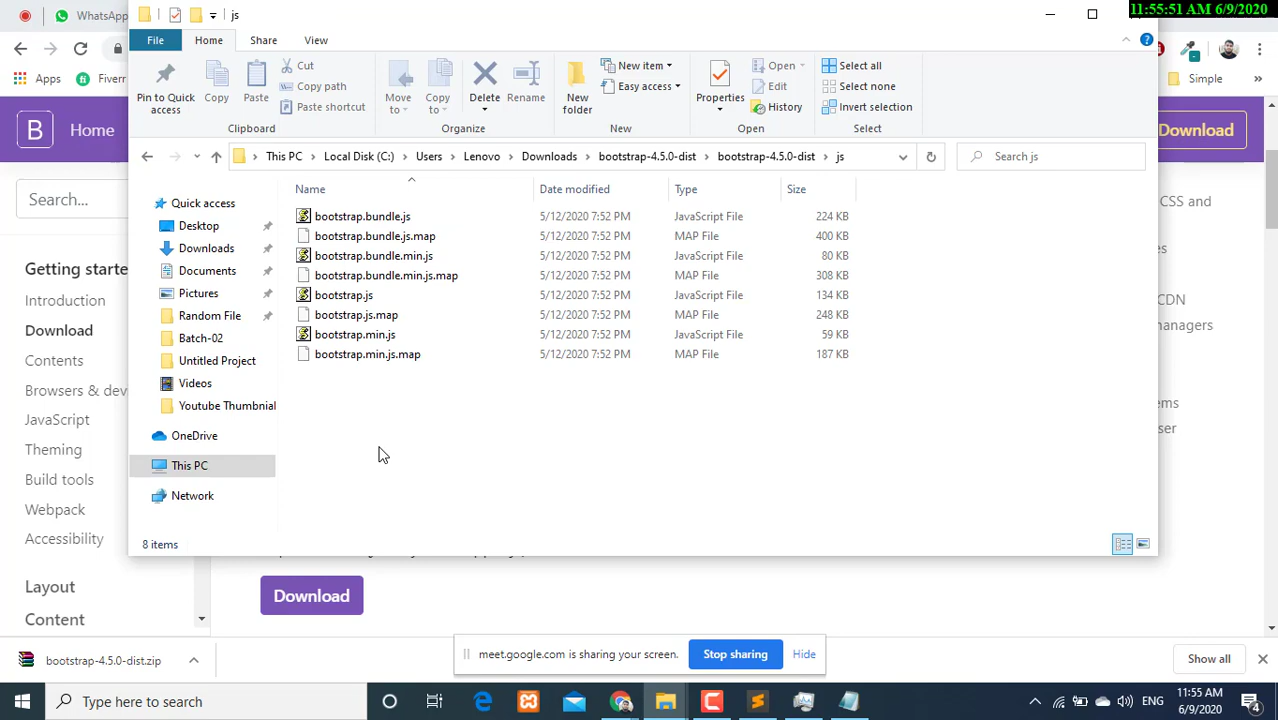 WhatsApp
js
11:55:51 AM 6/9/2020
File
Home
Share
View
Apps
Fiverr
Simple
»
Pin to Quick access
Copy
Paste
Cut
Copy path
Paste shortcut
Move to
Copy to
Delete
Rename
New folder
New item
Easy access
Properties
Open
Edit
History
Select all
Select none
Invert selection
Clipboard
Organize
New
Open
Select
B
Home
Download
This PC
Local Disk (C:)
Users
Lenovo
Downloads
bootstrap-4.5.0-dist
bootstrap-4.5.0-dist
js
Search js
Search...
Name
Date modified
Type
Size
bootstrap.bundle.js 5/12/2020 7:52 PM JavaScript File 224 KB
bootstrap.bundle.js.map 5/12/2020 7:52 PM MAP File 400 KB
bootstrap.bundle.min.js 5/12/2020 7:52 PM JavaScript File 80 KB
bootstrap.bundle.min.js.map 5/12/2020 7:52 PM MAP File 308 KB
bootstrap.js 5/12/2020 7:52 PM JavaScript File 134 KB
bootstrap.js.map 5/12/2020 7:52 PM MAP File 248 KB
bootstrap.min.js 5/12/2020 7:52 PM JavaScript File 59 KB
bootstrap.min.js.map 5/12/2020 7:52 PM MAP File 187 KB
Quick access
Desktop
Downloads
Documents
Pictures
Random File
Batch-02
Untitled Project
Videos
Youtube Thumbnial
OneDrive
This PC
Network
8 items
Getting starte
Introduction
Download
Contents
Browsers & dev
JavaScript
Theming
Build tools
Webpack
Accessibility
Layout
Content
CSS and
CDN
managers
Download
bootstrap-4.5.0-dist.zip
meet.google.com is sharing your screen.
Stop sharing
Hide
Show all
Type here to search
ENG
11:55 AM
6/9/2020
4